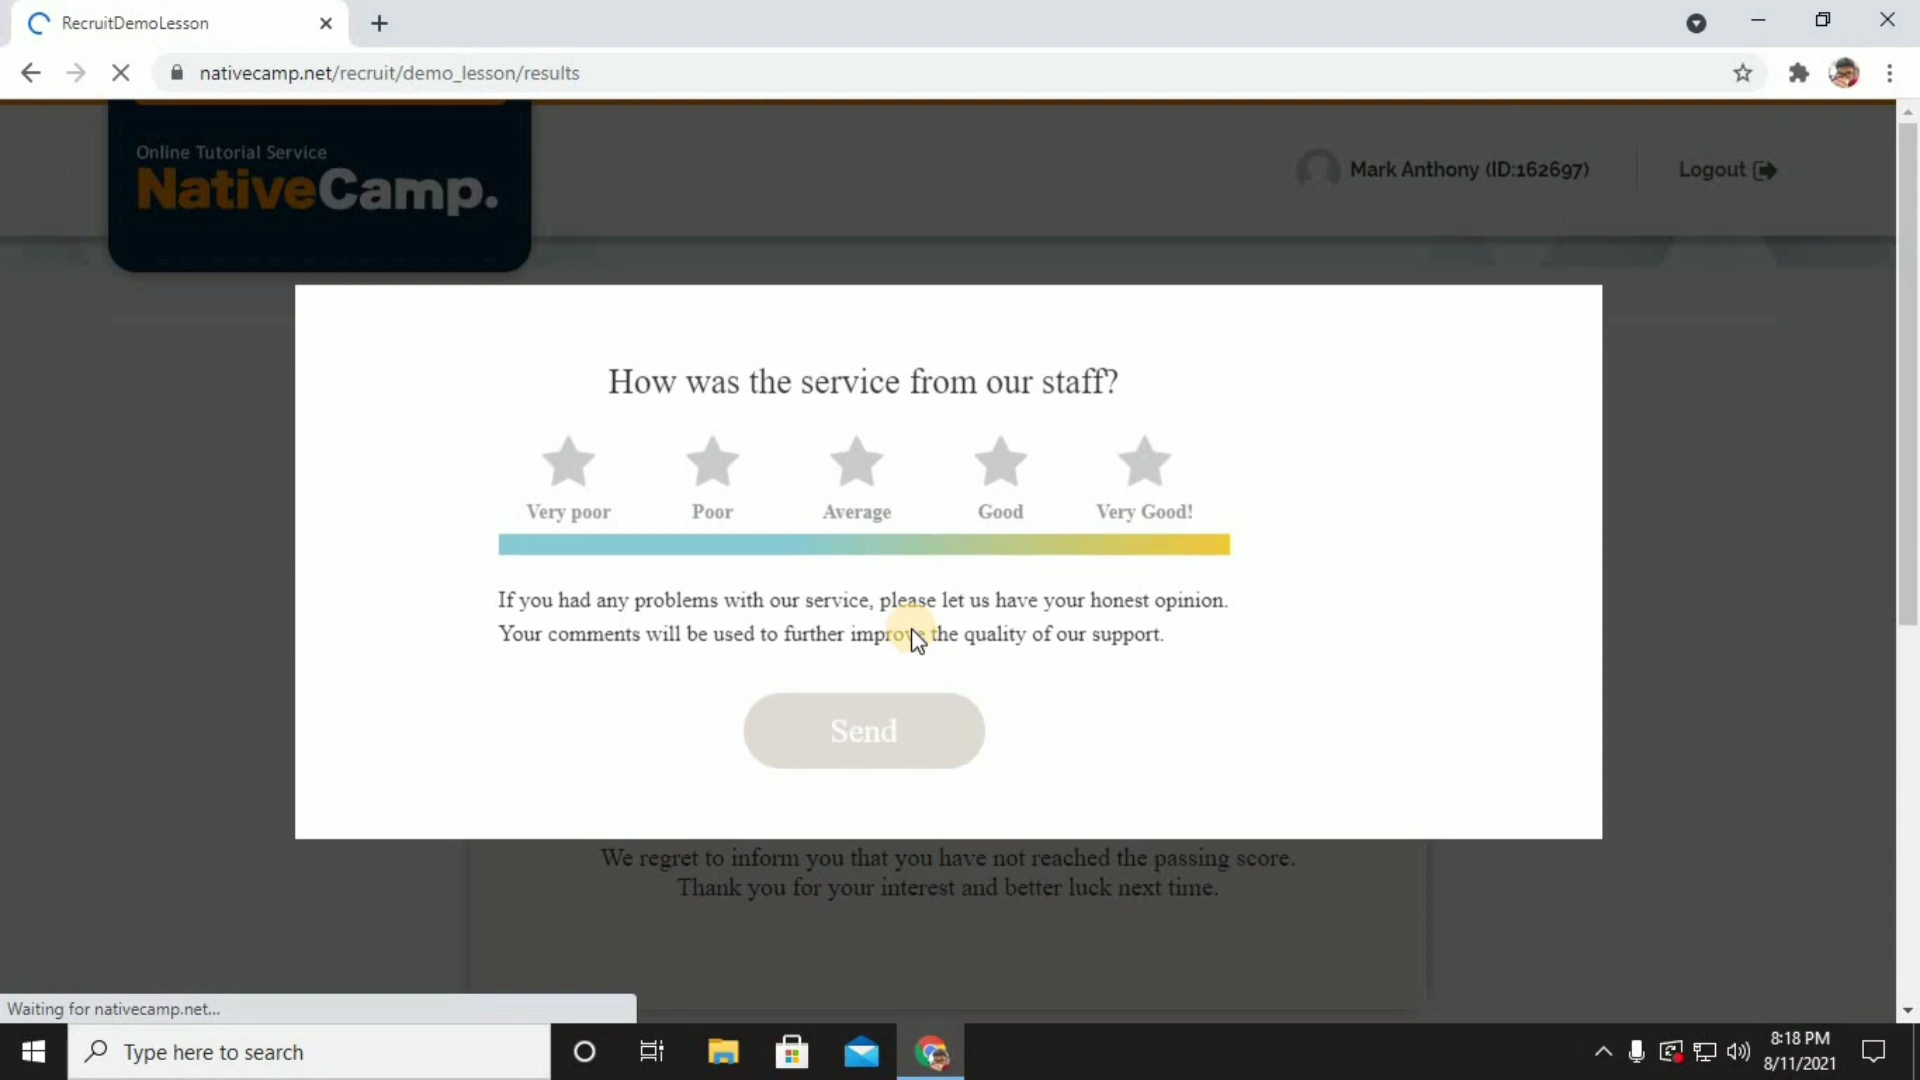 RecruitDemoLesson
nativecamp.net/recruit/demo_lesson/results
Online Tutorial Service
NativeCamp.
Mark Anthony (ID:162697)
Logout
How was the service from our staff?
Very poor
Poor
Average
Good
Very Good!
If you had any problems with our service, please let us have your honest opinion.
Your comments will be used to further improve the quality of our support.
Send
We regret to inform you that you have not reached the passing score.
Thank you for your interest and better luck next time.
Waiting for nativecamp.net...
Type here to search
8:18 PM
8/11/2021